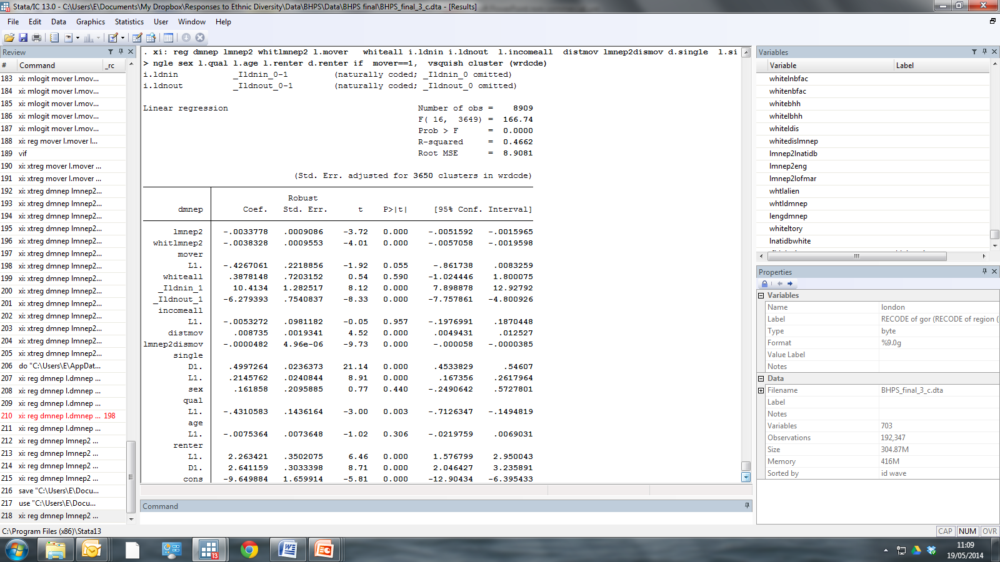 Stata/IC 13.0 - C:\Users\E\Documents\My Dropbox\Responses to Ethnic Diversity\Data\BHPS\Data\BHPS final\BHPS_final_3_c.dta - [Results]
File Edit Data Graphics Statistics User Window Help
Review
# Command _rc
183 xi: mlogit mover l.mov...
184 xi: mlogit mover l.mov...
185 xi: mlogit mover l.mov...
186 xi: mlogit mover l.mov...
187 xi: mlogit mover l.mov...
188 xi: reg mover l.mover l...
189 vif
190 xi: xtreg mover l.mover ...
191 xi: xtreg mover l.mover ...
192 xi: xtreg dmnep lmnep2...
193 xi: xtreg dmnep lmnep2...
194 xi: xtreg dmnep lmnep2...
195 xi: xtreg dmnep lmnep2...
196 xi: xtreg dmnep lmnep2...
197 xi: xtreg dmnep lmnep2...
198 xi: xtreg dmnep lmnep2...
199 xi: xtreg dmnep lmnep2...
200 xi: xtreg dmnep lmnep2...
201 xi: xtreg dmnep lmnep2...
202 xi: xtreg dmnep lmnep2...
203 xi: xtreg dmnep lmnep2...
204 xi: xtreg dmnep lmnep2...
205 xi: xtreg dmnep lmnep2...
206 do "C:\Users\E\AppDat...
207 xi: reg dmnep l.dmnep ...
208 xi: reg dmnep l.dmnep ...
209 xi: reg dmnep l.dmnep ...
210 xi: reg dmnep l.dmnep ... 198
211 xi: reg dmnep l.dmnep ...
212 xi: reg dmnep lmnep2 ...
213 xi: reg dmnep lmnep2 ...
214 xi: reg dmnep lmnep2 ...
215 xi: reg dmnep lmnep2 ...
216 save "C:\Users\E\Docu...
217 use "C:\Users\E\Docu...
218 xi: reg dmnep lmnep2 ...
. xi: reg dmnep lmnep2 whitlmnep2 l.mover whiteall i.ldnin i.ldnout l.incomeall distmov lmnep2dismov d.single l.si
> ngle sex l.qual l.age l.renter d.renter if mover==1, vsquish cluster (wrdcde)
i.ldnin _Ildnin_0-1 (naturally coded; _Ildnin_0 omitted)
i.ldnout _Ildnout_0-1 (naturally coded; _Ildnout_0 omitted)
Linear regression Number of obs = 8909
F( 16, 3649) = 166.74
Prob > F = 0.0000
R-squared = 0.4662
Root MSE = 8.9081
(Std. Err. adjusted for 3650 clusters in wrdcde)
Robust
dmnep Coef. Std. Err. t P>|t| [95% Conf. Interval]
lmnep2 -.0033778 .0009086 -3.72 0.000 -.0051592 -.0015965
whitlmnep2 -.0038328 .0009553 -4.01 0.000 -.0057058 -.0019598
mover
L1. -.4267061 .2218856 -1.92 0.055 -.861738 .0083259
whiteall .3878148 .7203152 0.54 0.590 -1.024446 1.800075
_Ildnin_1 10.4134 1.282517 8.12 0.000 7.898878 12.92792
_Ildnout_1 -6.279393 .7540837 -8.33 0.000 -7.757861 -4.800926
incomeall
L1. -.0053272 .0981182 -0.05 0.957 -.1976991 .1870448
distmov .008735 .0019341 4.52 0.000 .0049431 .012527
lmnep2dismov -.0000482 4.96e-06 -9.73 0.000 -.000058 -.0000385
single
D1. .4997264 .0236373 21.14 0.000 .4533829 .54607
L1. .2145762 .0240844 8.91 0.000 .167356 .2617964
sex .161858 .2095885 0.77 0.440 -.2490642 .5727801
qual
L1. -.4310583 .1436164 -3.00 0.003 -.7126347 -.1494819
age
L1. -.0075364 .0073648 -1.02 0.306 -.0219759 .0069031
renter
L1. 2.263421 .3502075 6.46 0.000 1.576799 2.950043
D1. 2.641159 .3033398 8.71 0.000 2.046427 3.235891
cons -9.649884 1.659914 -5.81 0.000 -12.90434 -6.395433
Command
Variables
Variable Label
whitelnbfac
whitenbfac
whitebhh
whitelbhh
whiteldis
whitedislmnep
lmnep2lnatidb
lmnep2eng
lmnep2lofmar
whtlalien
whtldmnep
lengdmnep
whiteltory
lnatidbwhite
Properties
Variables
Name london
Label RECODE of gor (RECODE of region (
Type byte
Format %9.0g
Value Label
Notes
Data
Filename BHPS_final_3_c.dta
Label
Notes
Variables 703
Observations 192,347
Size 304.87M
Memory 416M
Sorted by id wave
C:\Program Files (x86)\Stata13
CAP NUM OVR
13
11:09
19/05/2014